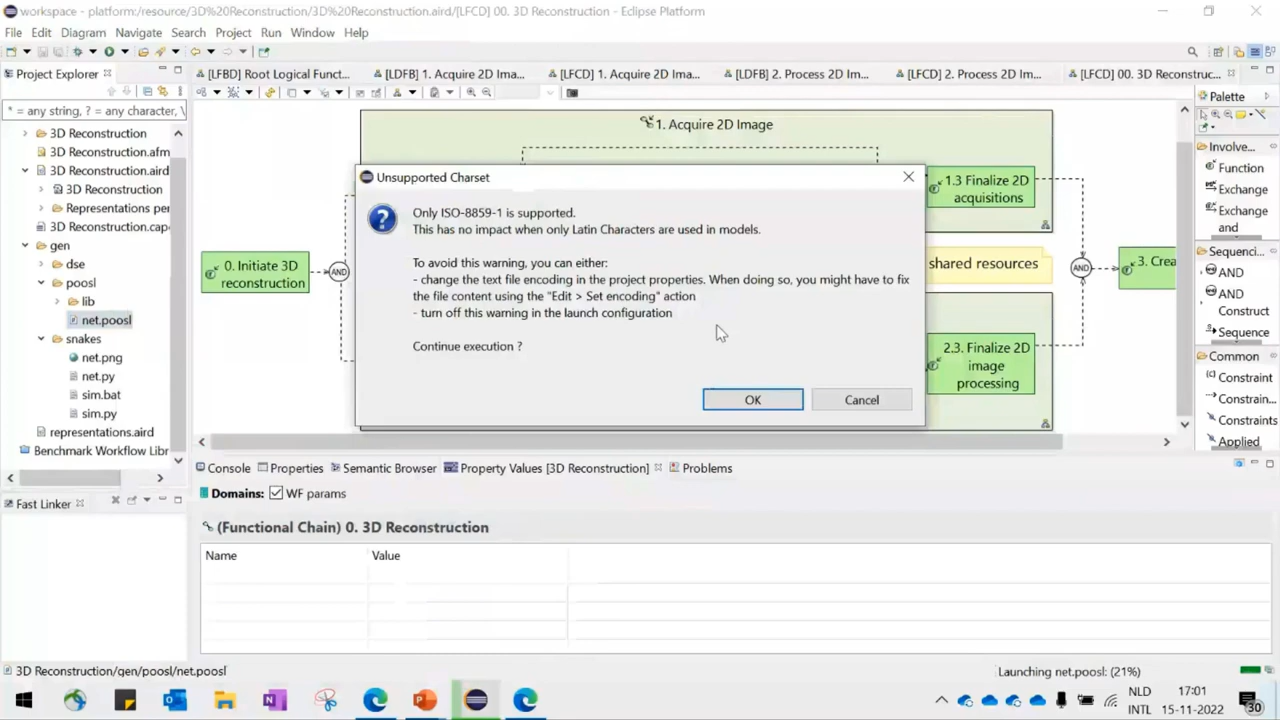 workspace - platform:/resource/3D%20Reconstruction/3D%20Reconstruction.aird/[LFCD] 00. 3D Reconstruction - Eclipse Platform
File Edit Diagram Navigate Search Project Run Window Help
Project Explorer
[LFBD] Root Logical Funct... [LDFB] 1. Acquire 2D Ima... [LFCD] 1. Acquire 2D Ima... [LDFB] 2. Process 2D Im... [LFCD] 2. Process 2D Im... [LFCD] 00. 3D Reconstruc...
* = any string, ? = any character, \
3D Reconstruction
3D Reconstruction.afm
3D Reconstruction.aird
3D Reconstruction
Representations per
3D Reconstruction.cap
gen
dse
poosl
lib
net.poosl
snakes
net.png
net.py
sim.bat
sim.py
representations.aird
Benchmark Workflow Libr
Fast Linker
1. Acquire 2D Image
0. Initiate 3D
reconstruction
AND
1.3 Finalize 2D
acquisitions
shared resources
AND
3. Crea
2.3. Finalize 2D
image
processing
Unsupported Charset
Only ISO-8859-1 is supported.
This has no impact when only Latin Characters are used in models.
To avoid this warning, you can either:
- change the text file encoding in the project properties. When doing so, you might have to fix
the file content using the "Edit > Set encoding" action
- turn off this warning in the launch configuration
Continue execution ?
OK Cancel
Palette
Involve...
Function
Exchange
Exchange
and
Sequenci...
AND
AND
Construct
Sequence
Common
Constraint
Constrain...
Constraints
Applied
Console Properties Semantic Browser Property Values [3D Reconstruction] Problems
Domains: WF params
(Functional Chain) 0. 3D Reconstruction
Name Value
3D Reconstruction/gen/poosl/net.poosl
Launching net.poosl: (21%)
NLD
INTL
17:01
15-11-2022
30